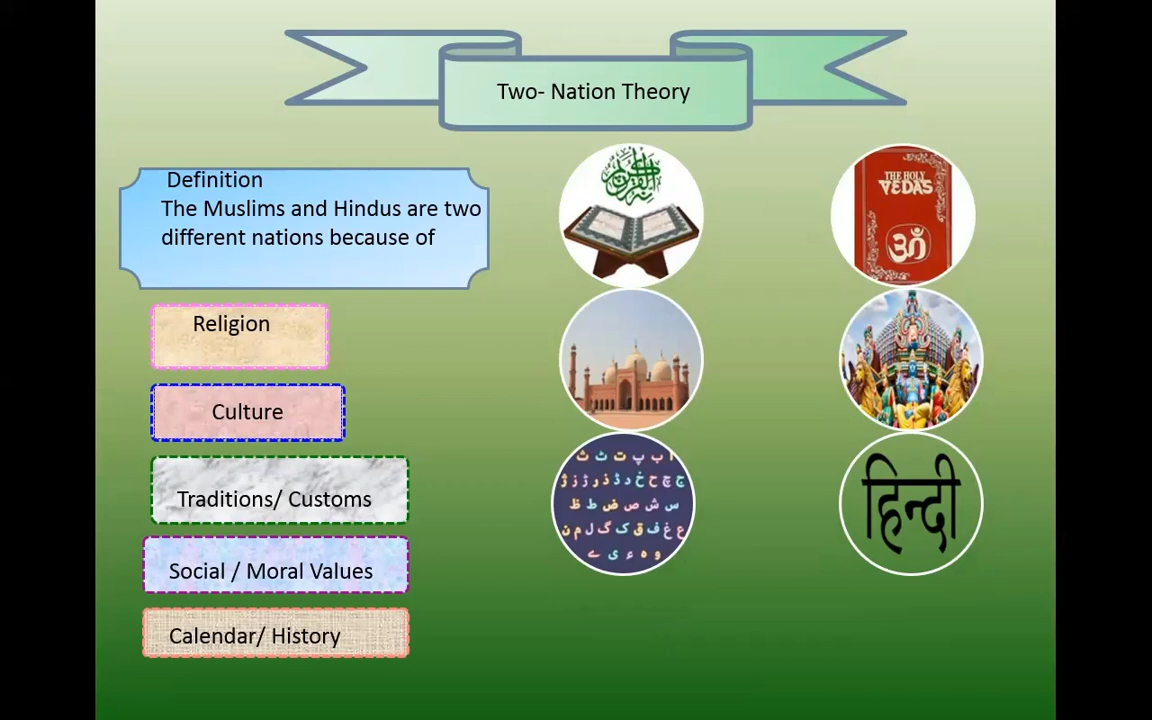 Two- Nation Theory
Definition
The Muslims and Hindus are two
different nations because of
Religion
Culture
Traditions/ Customs
Social / Moral Values
Calendar/ History
THE HOLY
VEDAS
ॐ
ا ب پ ت ٹ ث
ج چ ح خ د ڈ ذ ر ڑ ز ژ
س ش ص ض ط ظ
ع غ ف ق ک گ ل م ن
و ہ ء ی ے
हिन्दी